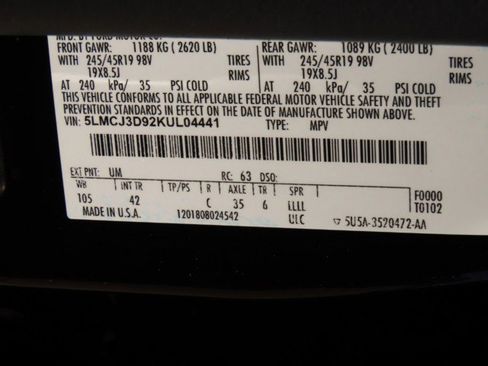 FRONT GAWR: 1188 KG ( 2620 LB) REAR GAWR: 1089 KG ( 2400 LB)
WITH 245/45R19 98V TIRES WITH 245/45R19 98V TIRES
19X8.5J RIMS 19X8.5J RIMS
AT 240 kPa/ 35 PSI COLD AT 240 kPa/ 35 PSI COLD
THIS VEHICLE CONFORMS TO ALL APPLICABLE FEDERAL MOTOR VEHICLE SAFETY AND THEFT
PREVENTION STANDARDS IN EFFECT ON THE DATE OF MANUFACTURE SHOWN ABOVE.
VIN: 5LMCJ3D92KUL04441 TYPE: MPV
EXT PNT: UM RC: 63 DSO:
WB INT TR TP/PS R AXLE TR SPR F0000
105 42 C 35 6 T0102
MADE IN U.S.A. 1201808024542 5U5A-3520472-AA